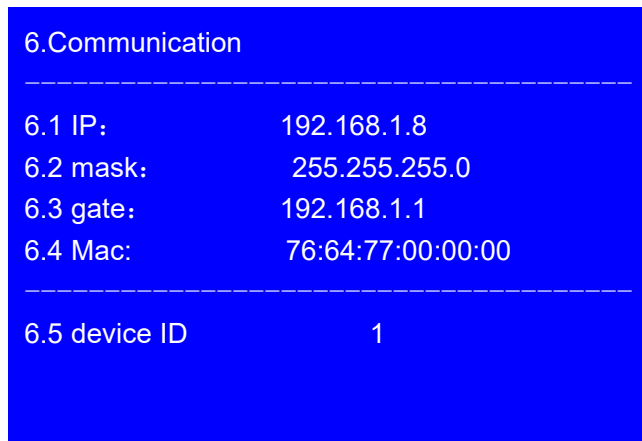 6.Communication
6.1 IP： 192.168.1.8
6.2 mask： 255.255.255.0
6.3 gate： 192.168.1.1
6.4 Mac: 76:64:77:00:00:00
6.5 device ID 1